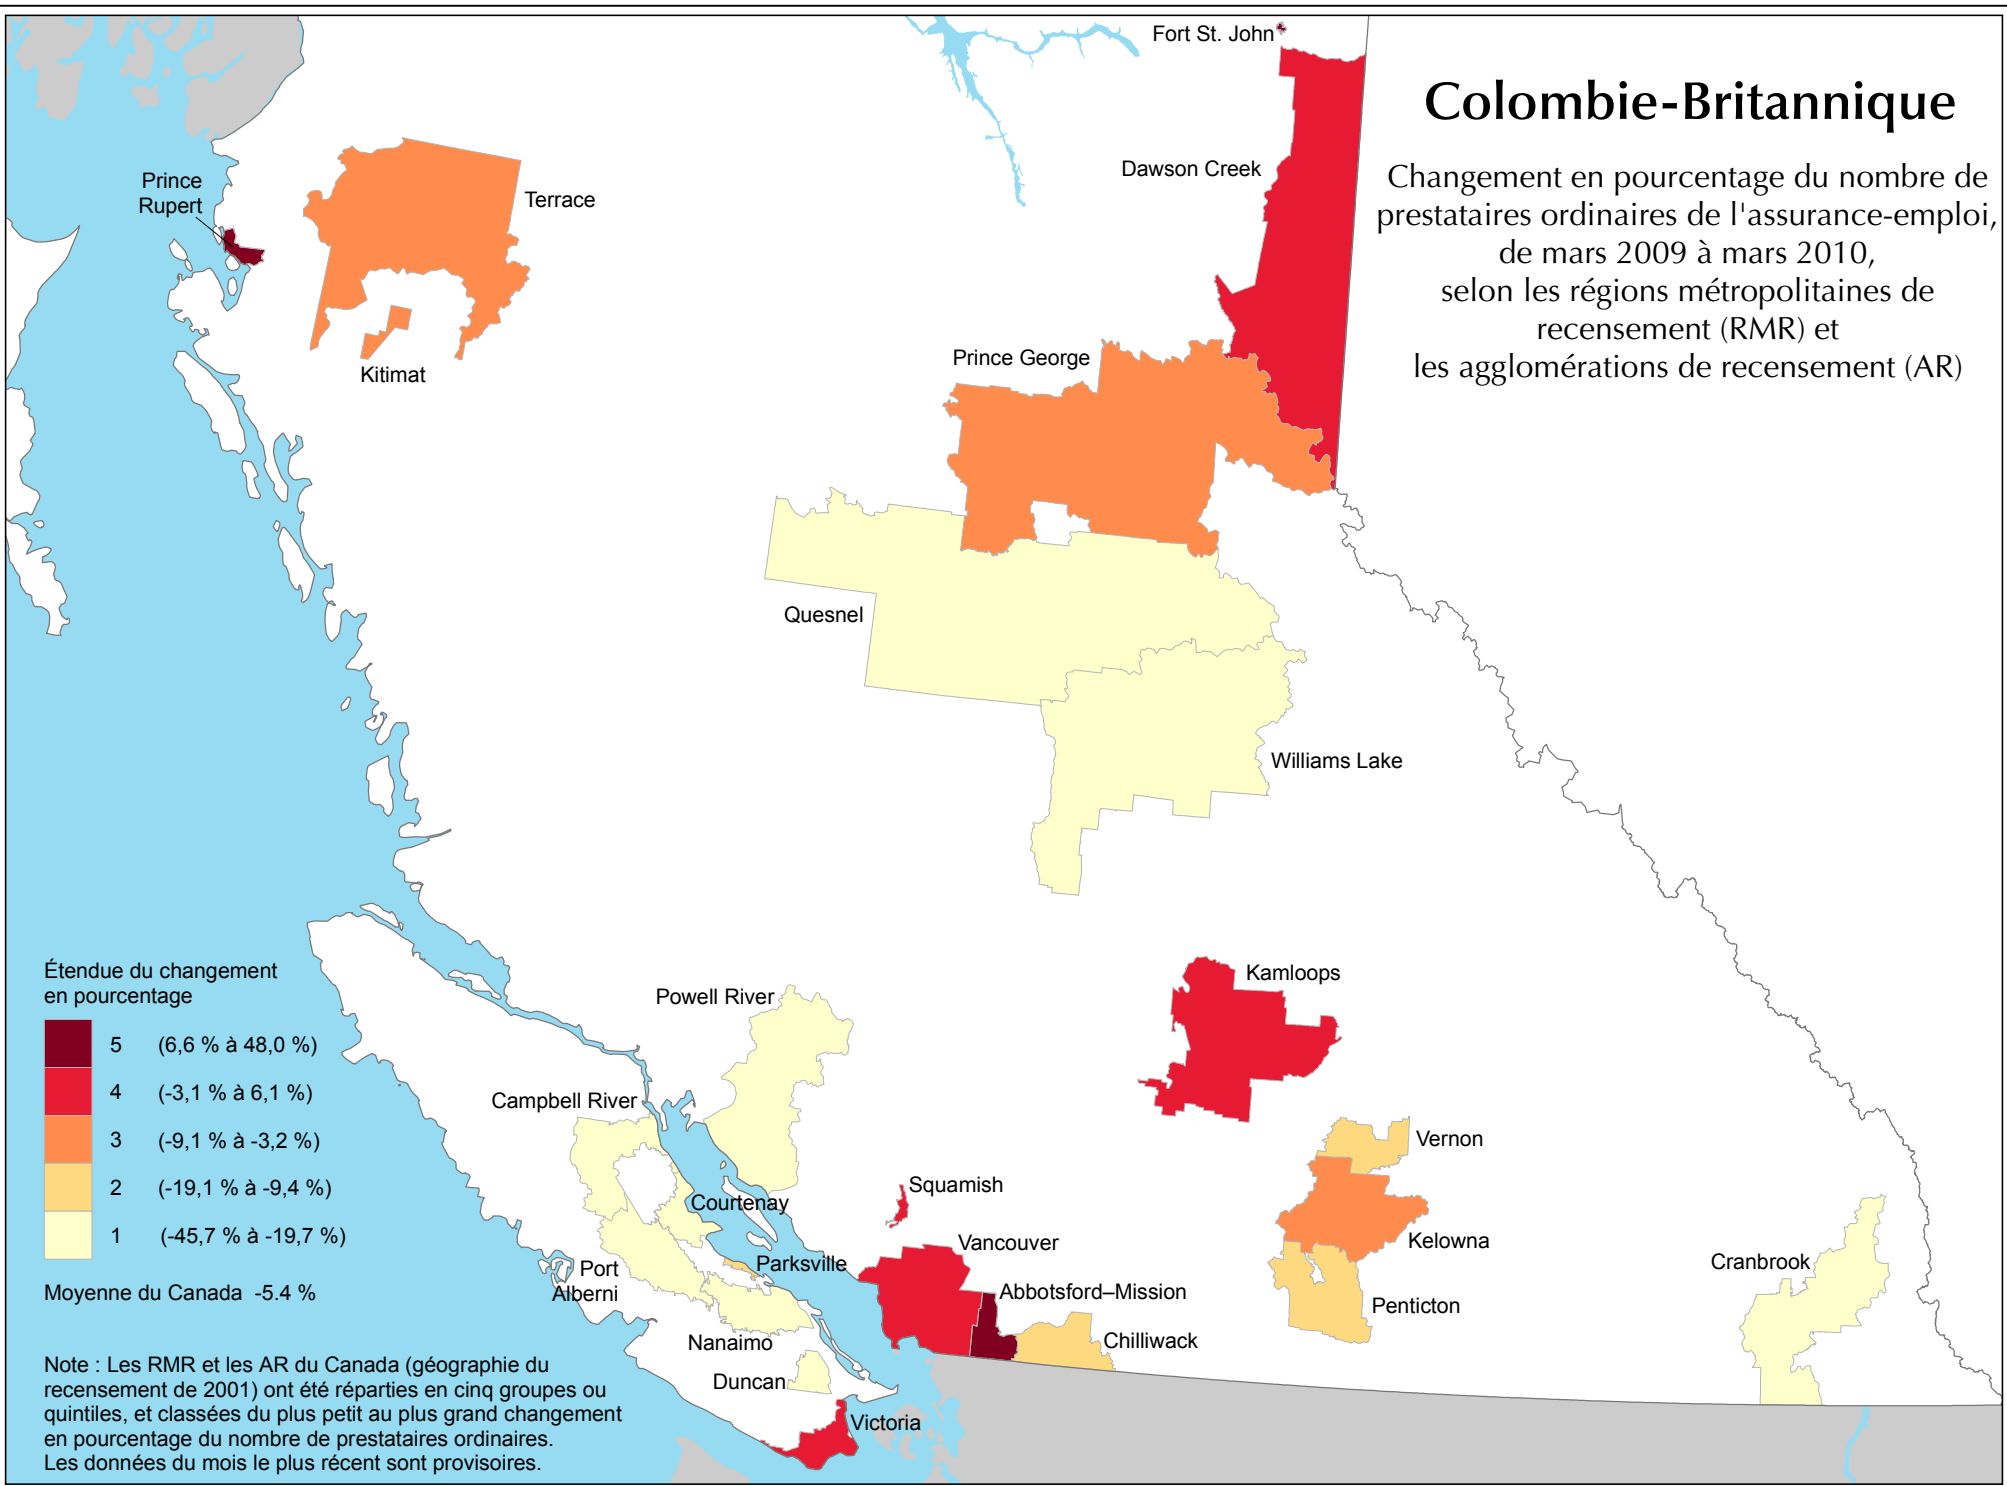 Colombie-Britannique
Changement en pourcentage du nombre de
prestataires ordinaires de l'assurance-emploi,
de mars 2009 à mars 2010,
selon les régions métropolitaines de
recensement (RMR) et
les agglomérations de recensement (AR)
Fort St. John
Dawson Creek
Prince
Rupert
Terrace
Kitimat
Prince George
Quesnel
Williams Lake
Kamloops
Powell River
Campbell River
Vernon
Courtenay
Squamish
Vancouver
Kelowna
Parksville
Port
Alberni
Cranbrook
Abbotsford–Mission
Penticton
Nanaimo
Chilliwack
Duncan
Victoria
Étendue du changement
en pourcentage
5 (6,6 % à 48,0 %)
4 (-3,1 % à 6,1 %)
3 (-9,1 % à -3,2 %)
2 (-19,1 % à -9,4 %)
1 (-45,7 % à -19,7 %)
Moyenne du Canada -5.4 %
Note : Les RMR et les AR du Canada (géographie du
recensement de 2001) ont été réparties en cinq groupes ou
quintiles, et classées du plus petit au plus grand changement
en pourcentage du nombre de prestataires ordinaires.
Les données du mois le plus récent sont provisoires.